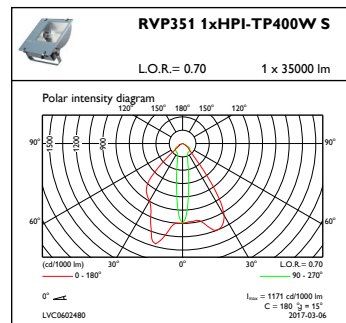 RVP351 1xHPI-TP400W S
L.O.R.= 0.70 1 x 35000 lm
Polar intensity diagram
120° 150° 180° 150° 120°
90° 1500 1200 900 90°
60° 60°
(cd/1000 lm) 30° 0° 30° L.O.R.= 0.70
0 - 180° 90 - 270°
0° Imax = 1171 cd/1000 lm
C = 180 °g = 15°
LVC0602480 2017-03-06